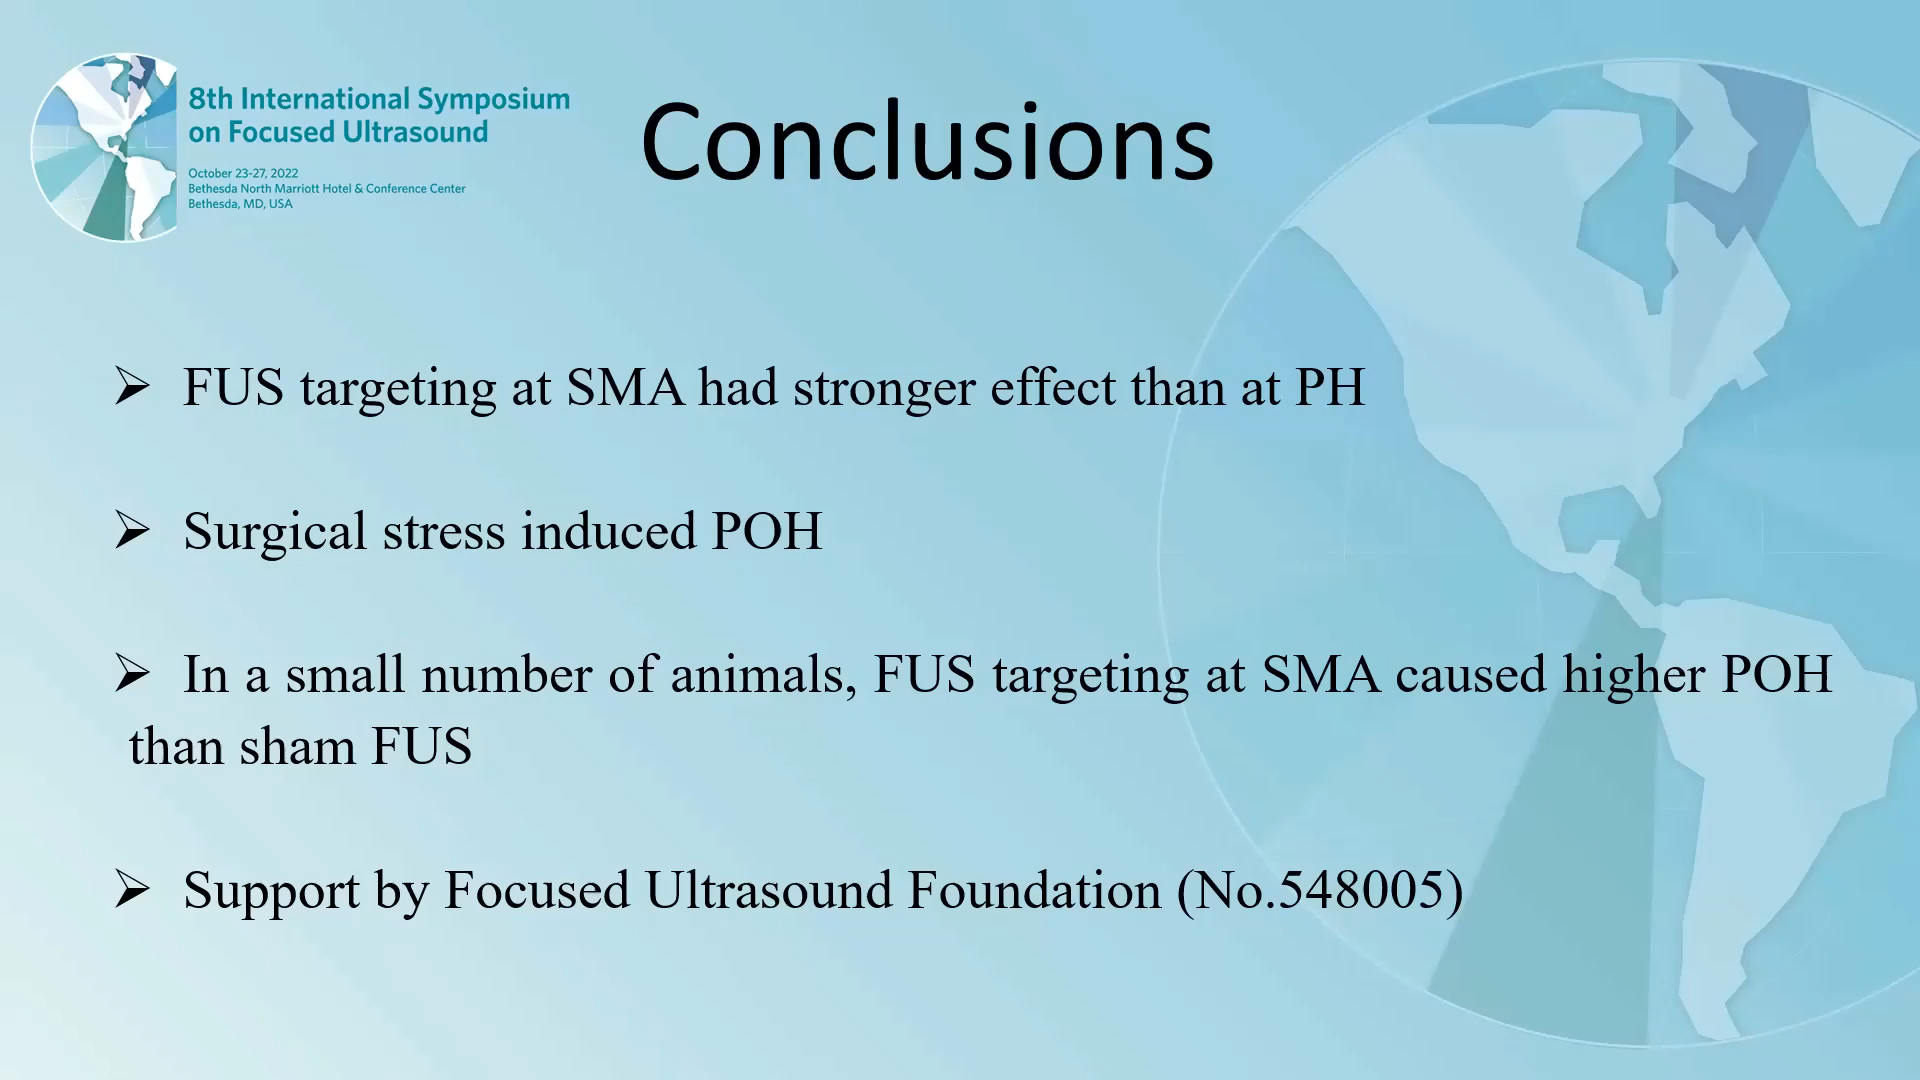 8th International Symposium
on Focused Ultrasound
October 23-27, 2022
Bethesda North Marriott Hotel & Conference Center
Bethesda, MD, USA
Conclusions
➢ FUS targeting at SMA had stronger effect than at PH
➢ Surgical stress induced POH
➢ In a small number of animals, FUS targeting at SMA caused higher POH
than sham FUS
➢ Support by Focused Ultrasound Foundation (No.548005)